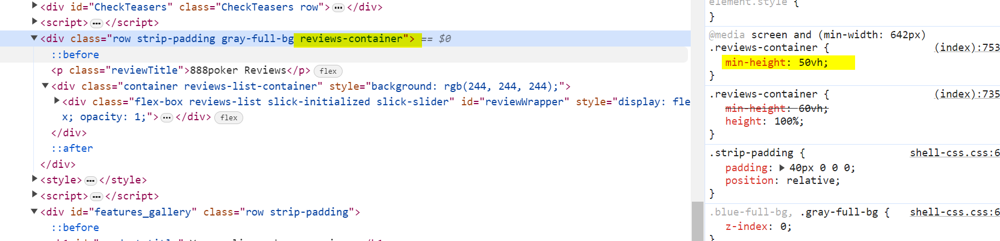 <div id="CheckTeasers" class="CheckTeasers row">…</div>
<script>…</script>
<div class="row strip-padding gray-full-bg reviews-container"> == $0
::before
<p class="reviewTitle">888poker Reviews</p> flex
<div class="container reviews-list-container" style="background: rgb(244, 244, 244);">
<div class="flex-box reviews-list slick-initialized slick-slider" id="reviewWrapper" style="display: fle
x; opacity: 1;">…</div> flex
</div>
::after
</div>
<style>…</style>
<script>…</script>
<div id="features_gallery" class="row strip-padding">
::before
element.style {
}
@media screen and (min-width: 642px)
.reviews-container { (index):753
min-height: 50vh;
}
.reviews-container { (index):735
min-height: 60vh;
height: 100%;
}
.strip-padding { shell-css.css:6
padding: 40px 0 0 0;
position: relative;
}
.blue-full-bg, .gray-full-bg { shell-css.css:6
z-index: 0;
}